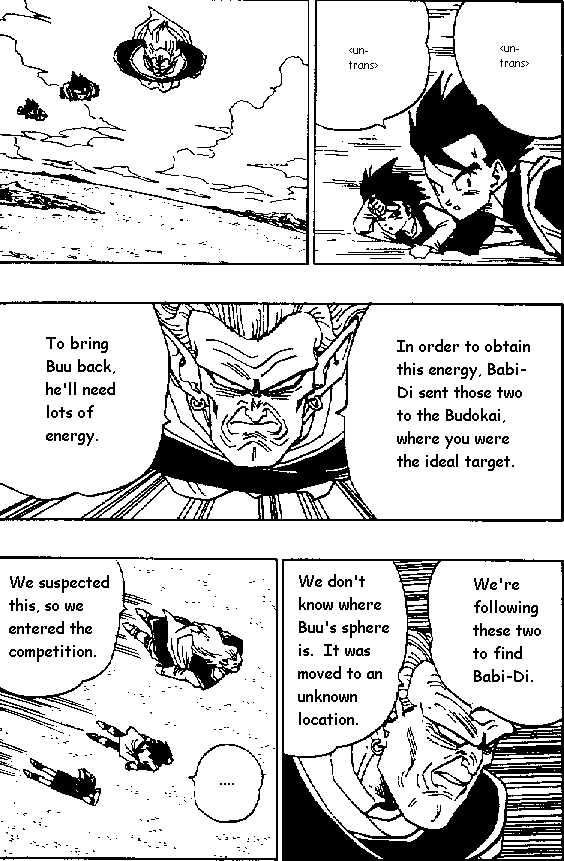 <un-
trans>
<un-
trans>
To bring
Buu back,
he'll need
lots of
energy.
In order to obtain
this energy, Babi-
Di sent those two
to the Budokai,
where you were
the ideal target.
We suspected
this, so we
entered the
competition.
....
We don't
know where
Buu's sphere
is. It was
moved to an
unknown
location.
We're
following
these two
to find
Babi-Di.